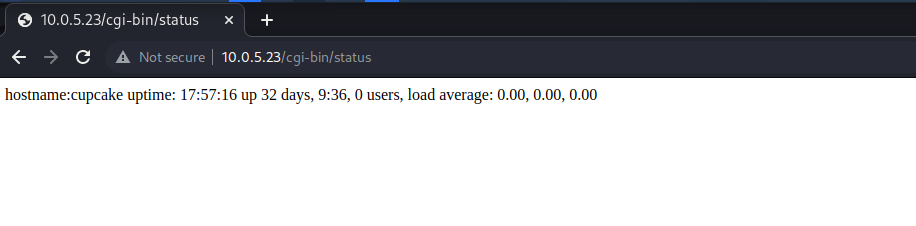 10.0.5.23/cgi-bin/status
Not secure | 10.0.5.23/cgi-bin/status
hostname:cupcake uptime: 17:57:16 up 32 days, 9:36, 0 users, load average: 0.00, 0.00, 0.00